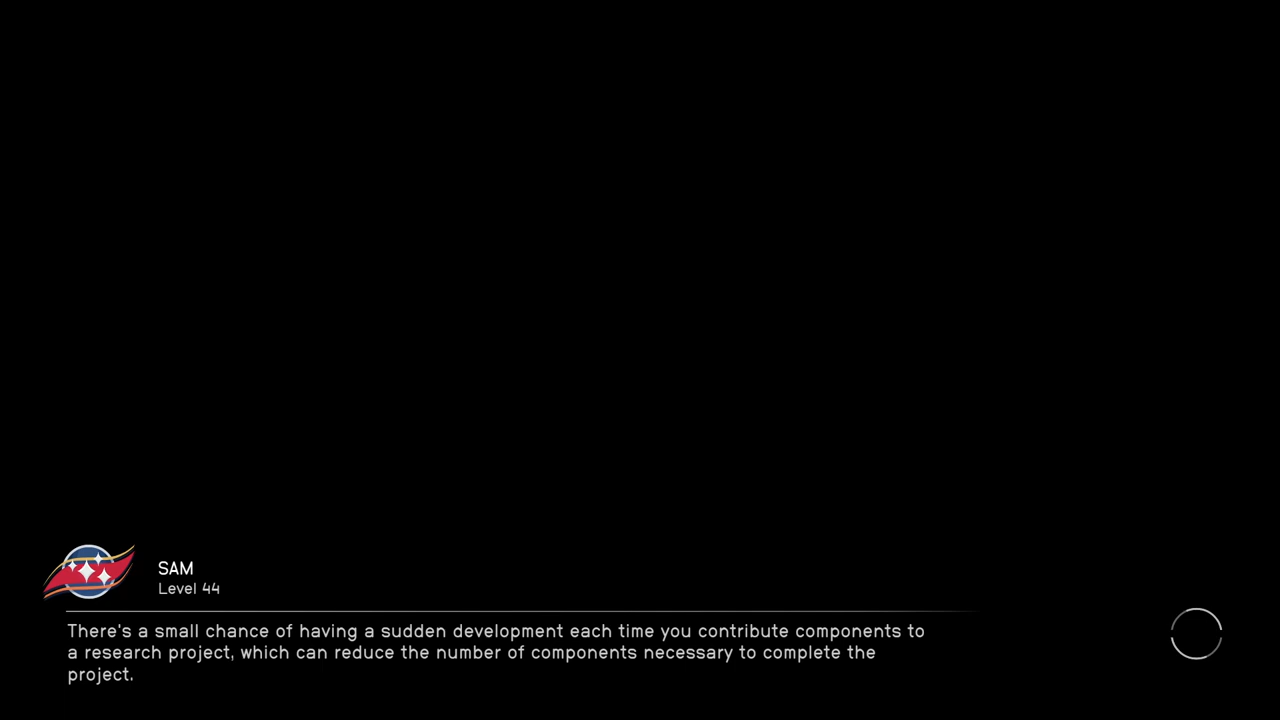 SAM
Level 44
There's a small chance of having a sudden development each time you contribute components to
a research project, which can reduce the number of components necessary to complete the
project.